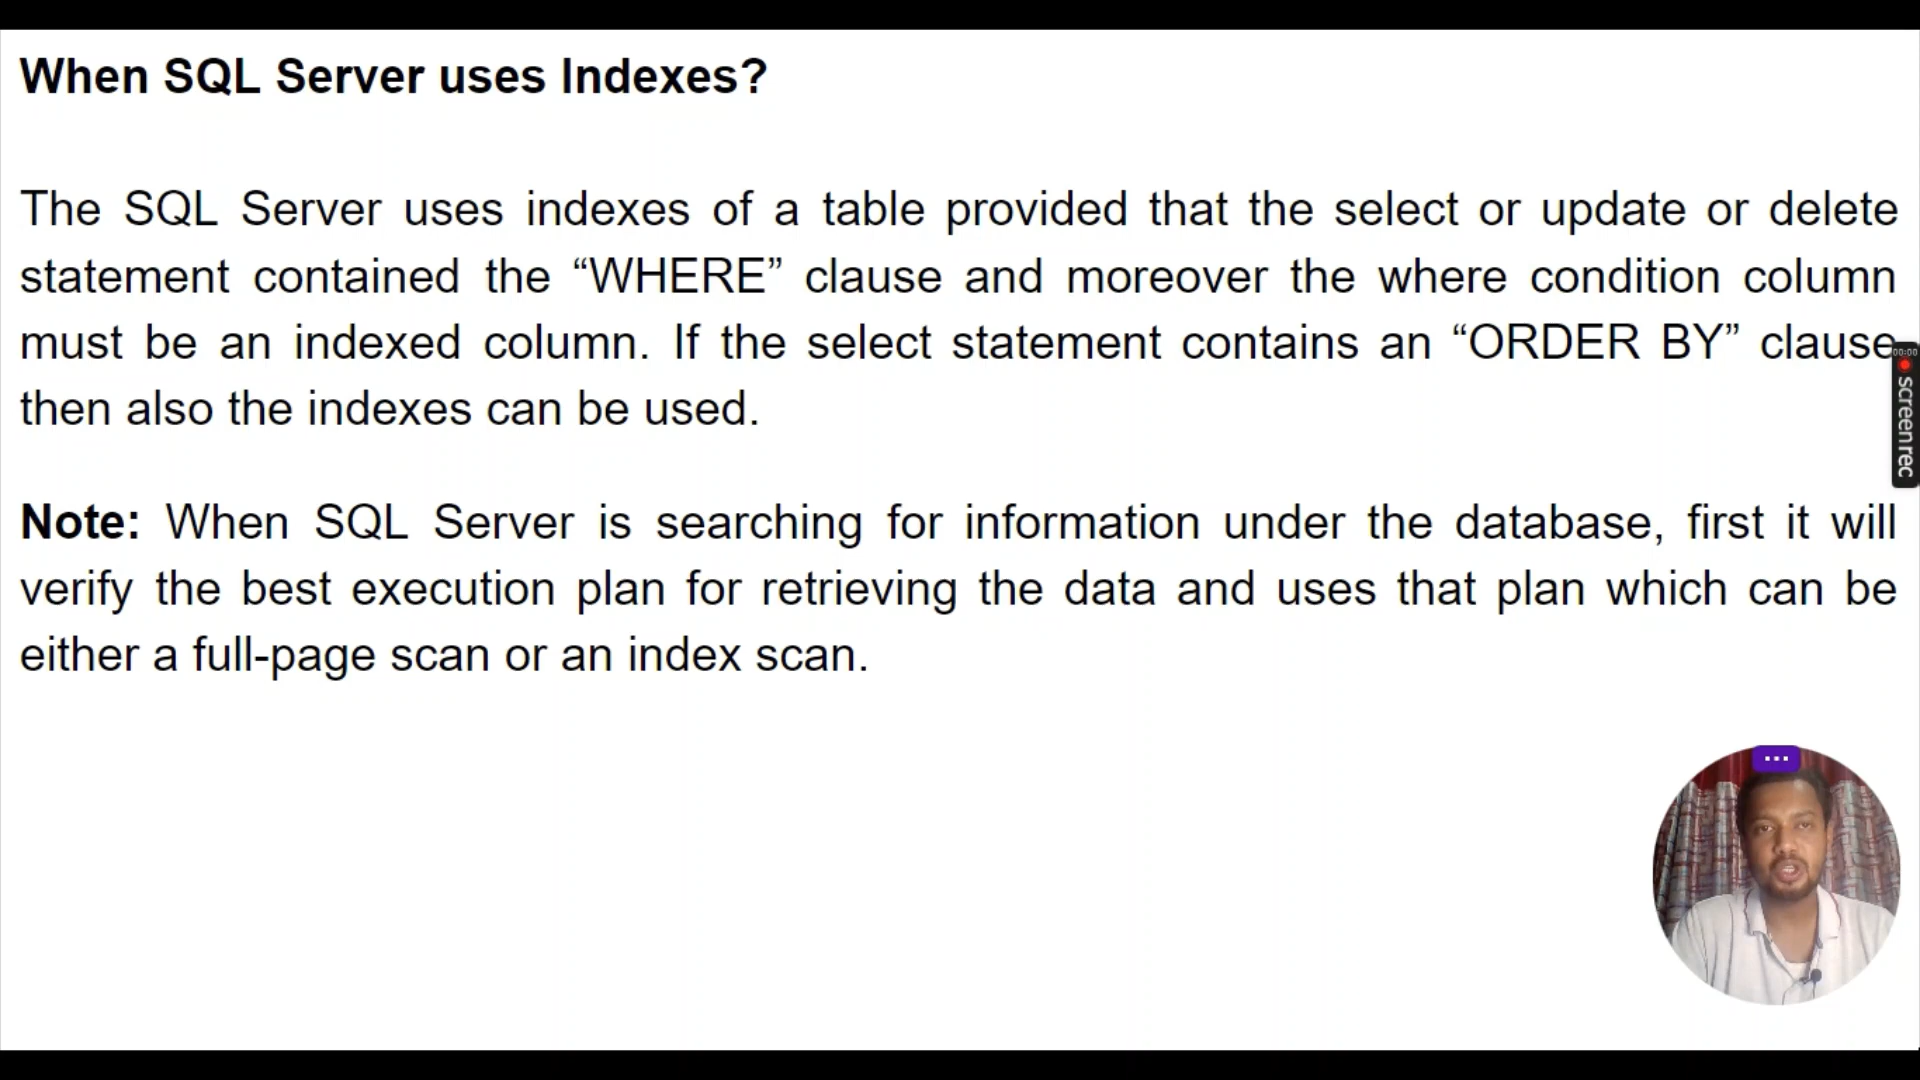 When SQL Server uses Indexes?
The SQL Server uses indexes of a table provided that the select or update or delete
statement contained the “WHERE” clause and moreover the where condition column
must be an indexed column. If the select statement contains an “ORDER BY” clause
then also the indexes can be used.
Note: When SQL Server is searching for information under the database, first it will
verify the best execution plan for retrieving the data and uses that plan which can be
either a full-page scan or an index scan.
00:00
screenrec